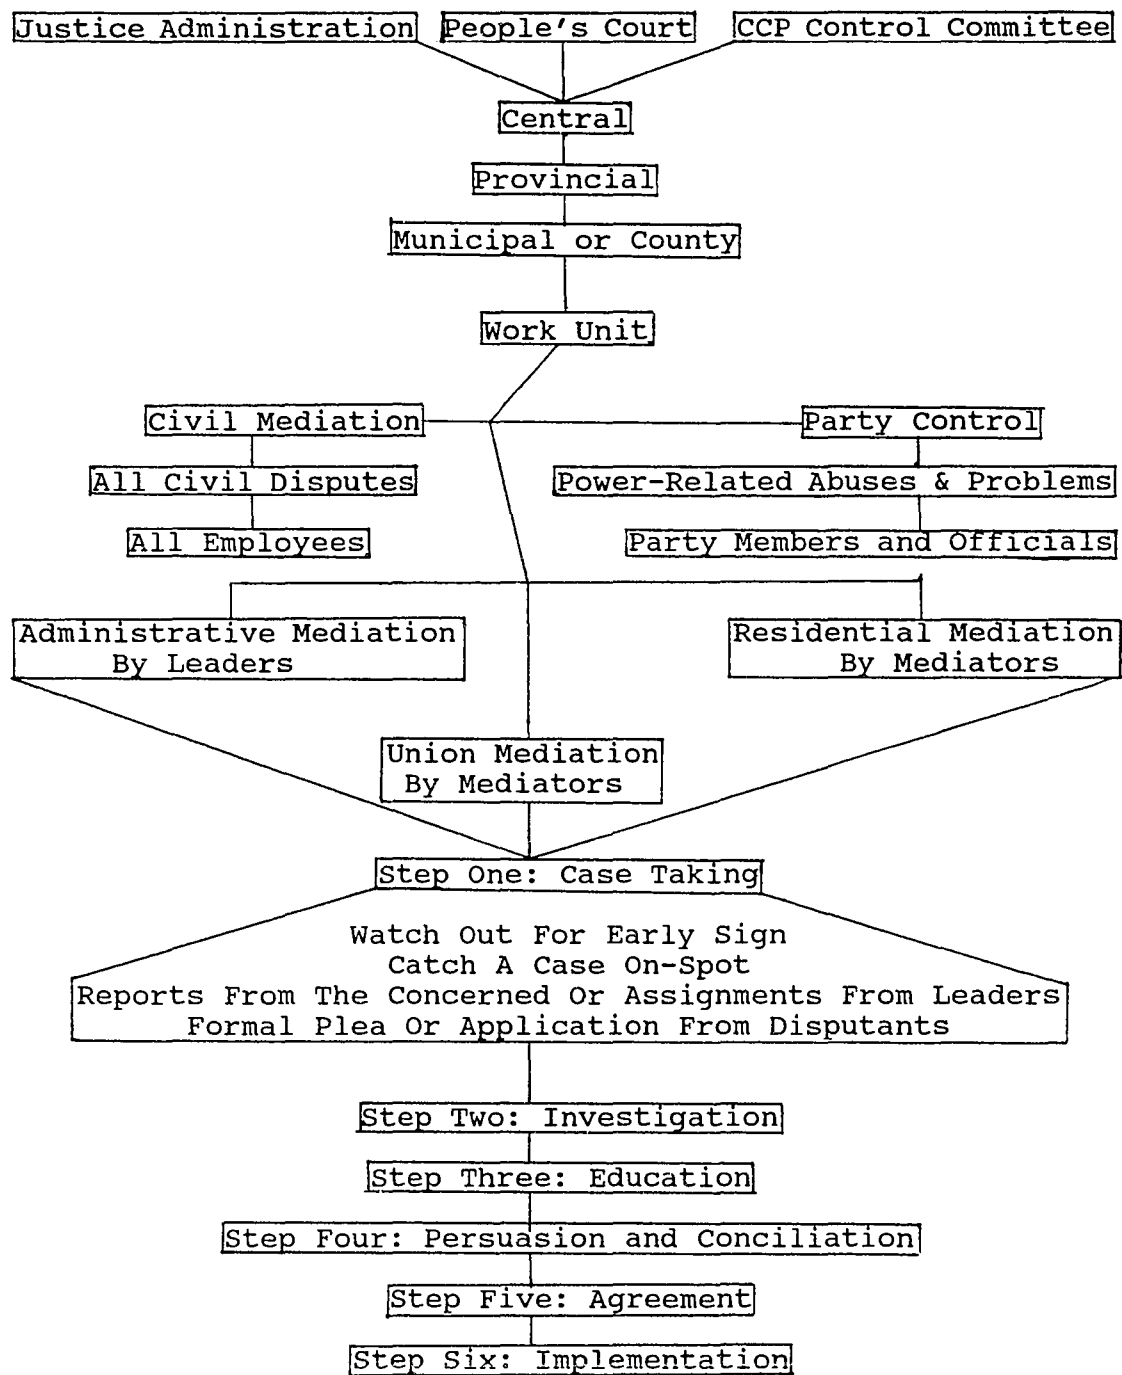 Justice Administration People's Court CCP Control Committee
Central
Provincial
Municipal or County
Work Unit
Civil Mediation Party Control
All Civil Disputes Power-Related Abuses & Problems
All Employees Party Members and Officials
Administrative Mediation
By Leaders
Residential Mediation
By Mediators
Union Mediation
By Mediators
Step One: Case Taking
Watch Out For Early Sign
Catch A Case On-Spot
Reports From The Concerned Or Assignments From Leaders
Formal Plea Or Application From Disputants
Step Two: Investigation
Step Three: Education
Step Four: Persuasion and Conciliation
Step Five: Agreement
Step Six: Implementation